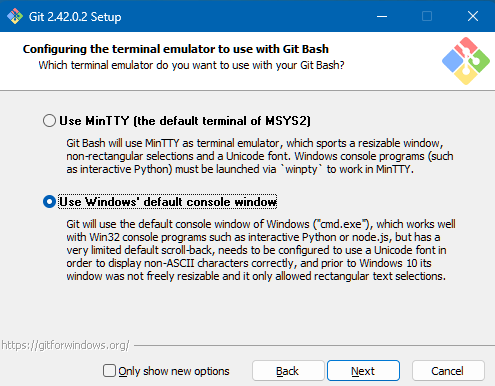 Git 2.42.0.2 Setup
Configuring the terminal emulator to use with Git Bash
Which terminal emulator do you want to use with your Git Bash?
Use MinTTY (the default terminal of MSYS2)
Git Bash will use MinTTY as terminal emulator, which sports a resizable window,
non-rectangular selections and a Unicode font. Windows console programs (such
as interactive Python) must be launched via `winpty` to work in MinTTY.
Use Windows' default console window
Git will use the default console window of Windows ("cmd.exe"), which works well
with Win32 console programs such as interactive Python or node.js, but has a
very limited default scroll-back, needs to be configured to use a Unicode font in
order to display non-ASCII characters correctly, and prior to Windows 10 its
window was not freely resizable and it only allowed rectangular text selections.
https://gitforwindows.org/
Only show new options
Back
Next
Cancel